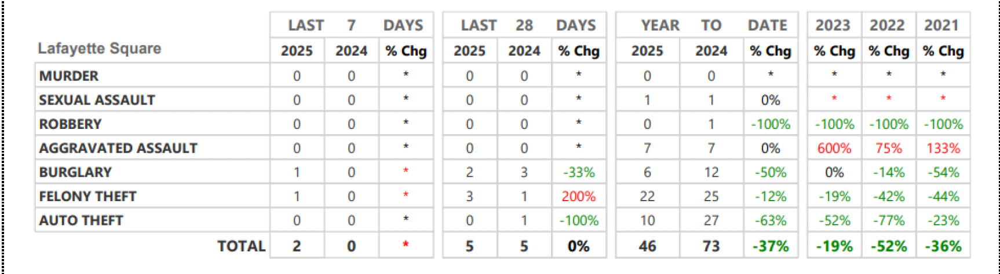 LAST 7 DAYS LAST 28 DAYS YEAR TO DATE 2023 2022 2021
Lafayette Square 2025 2024 % Chg 2025 2024 % Chg 2025 2024 % Chg % Chg % Chg % Chg
MURDER 0 0 * 0 0 * 0 0 * * * *
SEXUAL ASSAULT 0 0 * 0 0 * 1 1 0% * * *
ROBBERY 0 0 * 0 0 * 0 1 -100% -100% -100% -100%
AGGRAVATED ASSAULT 0 0 * 0 0 * 7 7 0% 600% 75% 133%
BURGLARY 1 0 * 2 3 -33% 6 12 -50% 0% -14% -54%
FELONY THEFT 1 0 * 3 1 200% 22 25 -12% -19% -42% -44%
AUTO THEFT 0 0 * 0 1 -100% 10 27 -63% -52% -77% -23%
TOTAL 2 0 * 5 5 0% 46 73 -37% -19% -52% -36%